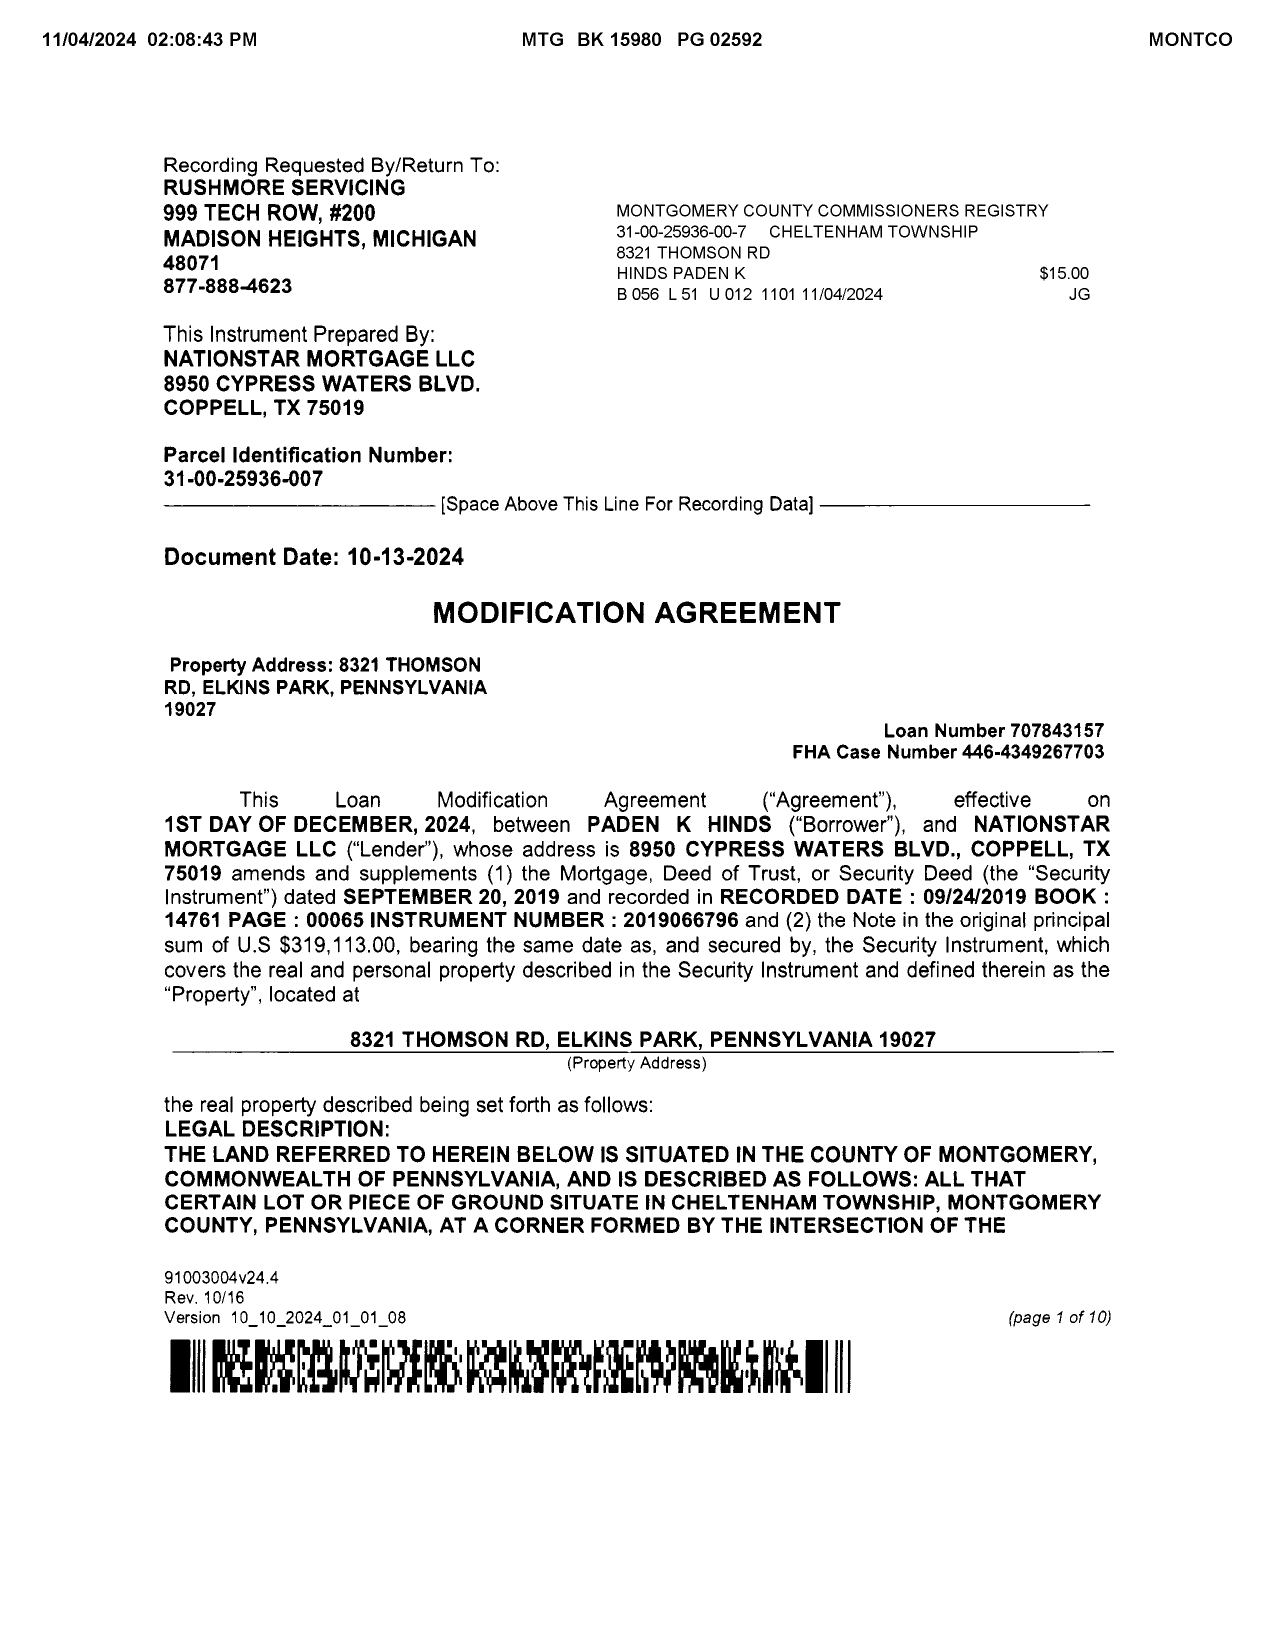 11/04/2024 02:08:43 PM MTG BK 15980 PG 02592 MONTCO
Recording Requested By/Return To:
RUSHMORE SERVICING
999 TECH ROW, #200
MADISON HEIGHTS, MICHIGAN
48071
877-888-4623
MONTGOMERY COUNTY COMMISSIONERS REGISTRY
31-00-25936-00-7 CHELTENHAM TOWNSHIP
8321 THOMSON RD
HINDS PADEN K $15.00
B 056 L 51 U 012 1101 11/04/2024 JG
This Instrument Prepared By:
NATIONSTAR MORTGAGE LLC
8950 CYPRESS WATERS BLVD.
COPPELL, TX 75019
Parcel Identification Number:
31-00-25936-007
[Space Above This Line For Recording Data]
Document Date: 10-13-2024
MODIFICATION AGREEMENT
Property Address: 8321 THOMSON
RD, ELKINS PARK, PENNSYLVANIA
19027
Loan Number 707843157
FHA Case Number 446-4349267703
This Loan Modification Agreement (“Agreement”), effective on
1ST DAY OF DECEMBER, 2024, between PADEN K HINDS (“Borrower”), and NATIONSTAR
MORTGAGE LLC (“Lender”), whose address is 8950 CYPRESS WATERS BLVD., COPPELL, TX
75019 amends and supplements (1) the Mortgage, Deed of Trust, or Security Deed (the “Security
Instrument”) dated SEPTEMBER 20, 2019 and recorded in RECORDED DATE : 09/24/2019 BOOK :
14761 PAGE : 00065 INSTRUMENT NUMBER : 2019066796 and (2) the Note in the original principal
sum of U.S $319,113.00, bearing the same date as, and secured by, the Security Instrument, which
covers the real and personal property described in the Security Instrument and defined therein as the
“Property”, located at
8321 THOMSON RD, ELKINS PARK, PENNSYLVANIA 19027
(Property Address)
the real property described being set forth as follows:
LEGAL DESCRIPTION:
THE LAND REFERRED TO HEREIN BELOW IS SITUATED IN THE COUNTY OF MONTGOMERY,
COMMONWEALTH OF PENNSYLVANIA, AND IS DESCRIBED AS FOLLOWS: ALL THAT
CERTAIN LOT OR PIECE OF GROUND SITUATE IN CHELTENHAM TOWNSHIP, MONTGOMERY
COUNTY, PENNSYLVANIA, AT A CORNER FORMED BY THE INTERSECTION OF THE
91003004v24.4
Rev. 10/16
Version 10_10_2024_01_01_08 (page 1 of 10)